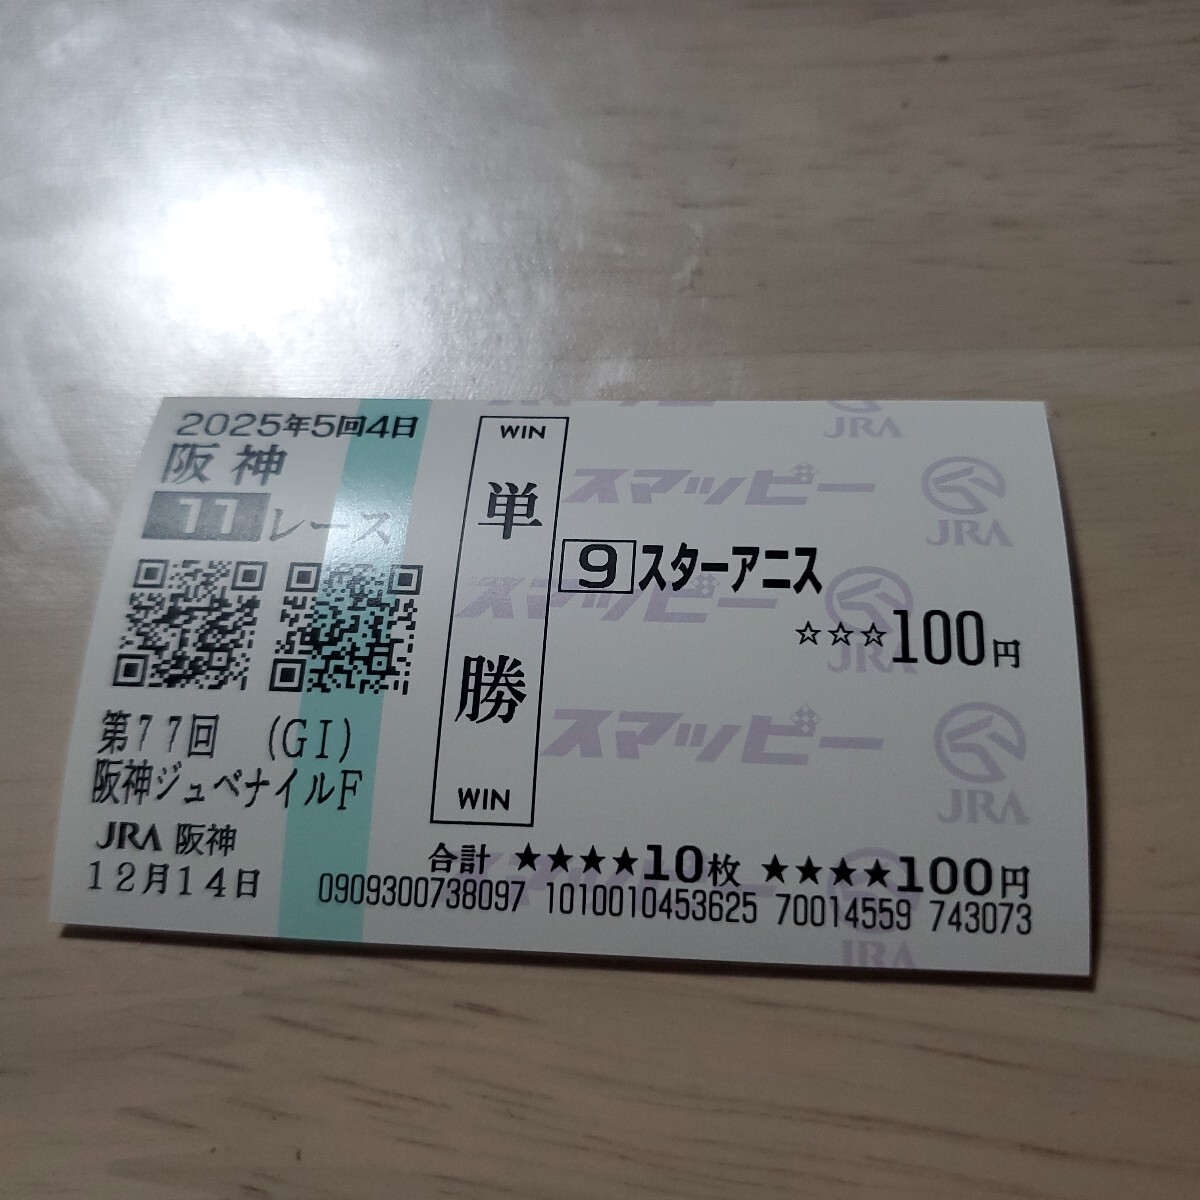 2025年5回4日
阪神
11レース
第77回 (GⅠ)
阪神ジュベナイルF
JRA 阪神
12月14日
WIN
単勝
WIN
9 スターアニス
☆☆☆100円
合計 ★★★★10枚 ★★★★100円
0909300738097 1010010453625 70014559 743073
JRA
スマッピー
JRA
スマッピー
JRA
スマッピー
JRA
JRA